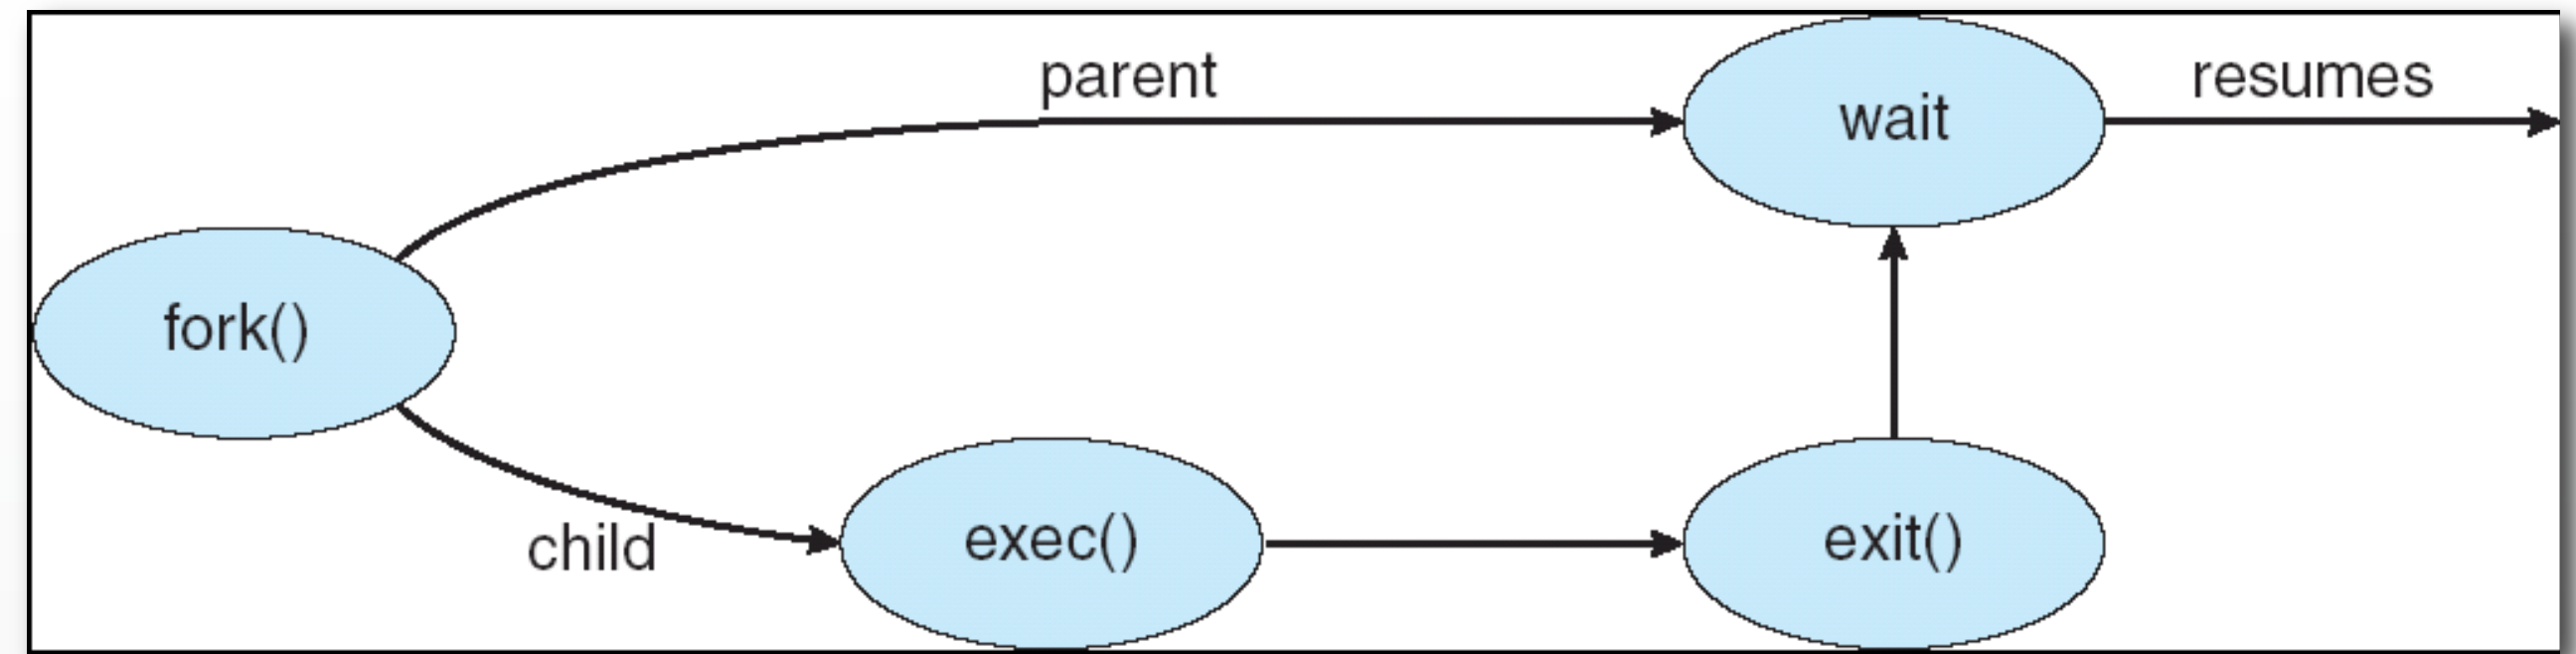 parent
resumes
wait
fork()
child
exec()
exit()